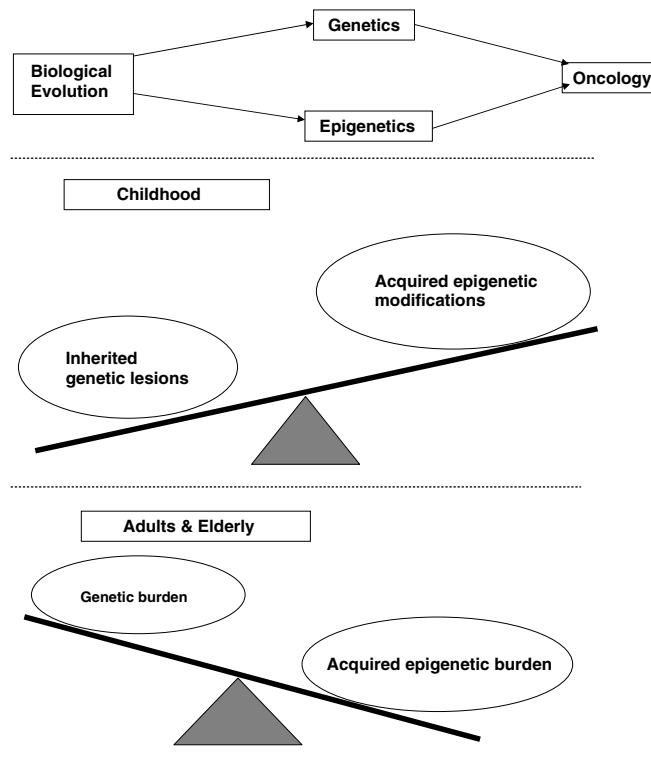 Genetics
Biological
Evolution
Oncology
Epigenetics
Childhood
Acquired epigenetic
modifications
Inherited
genetic lesions
Adults & Elderly
Genetic burden
Acquired epigenetic burden